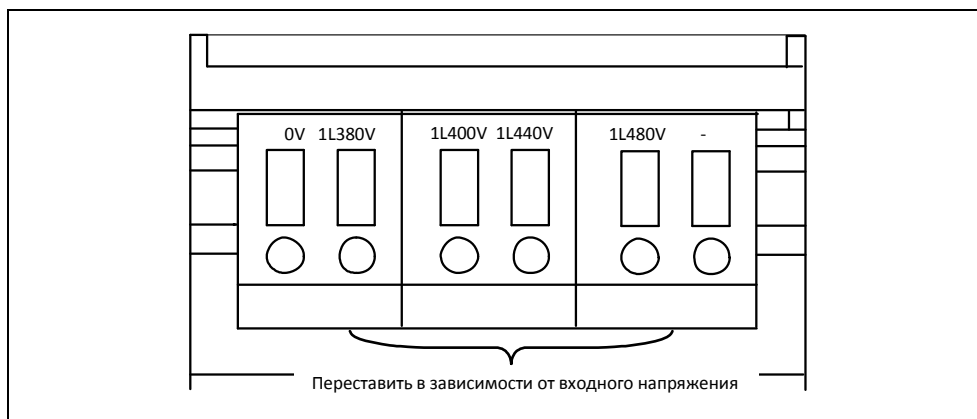 0V 1L380V 1L400V 1L440V 1L480V -
Переставить в зависимости от входного напряжения